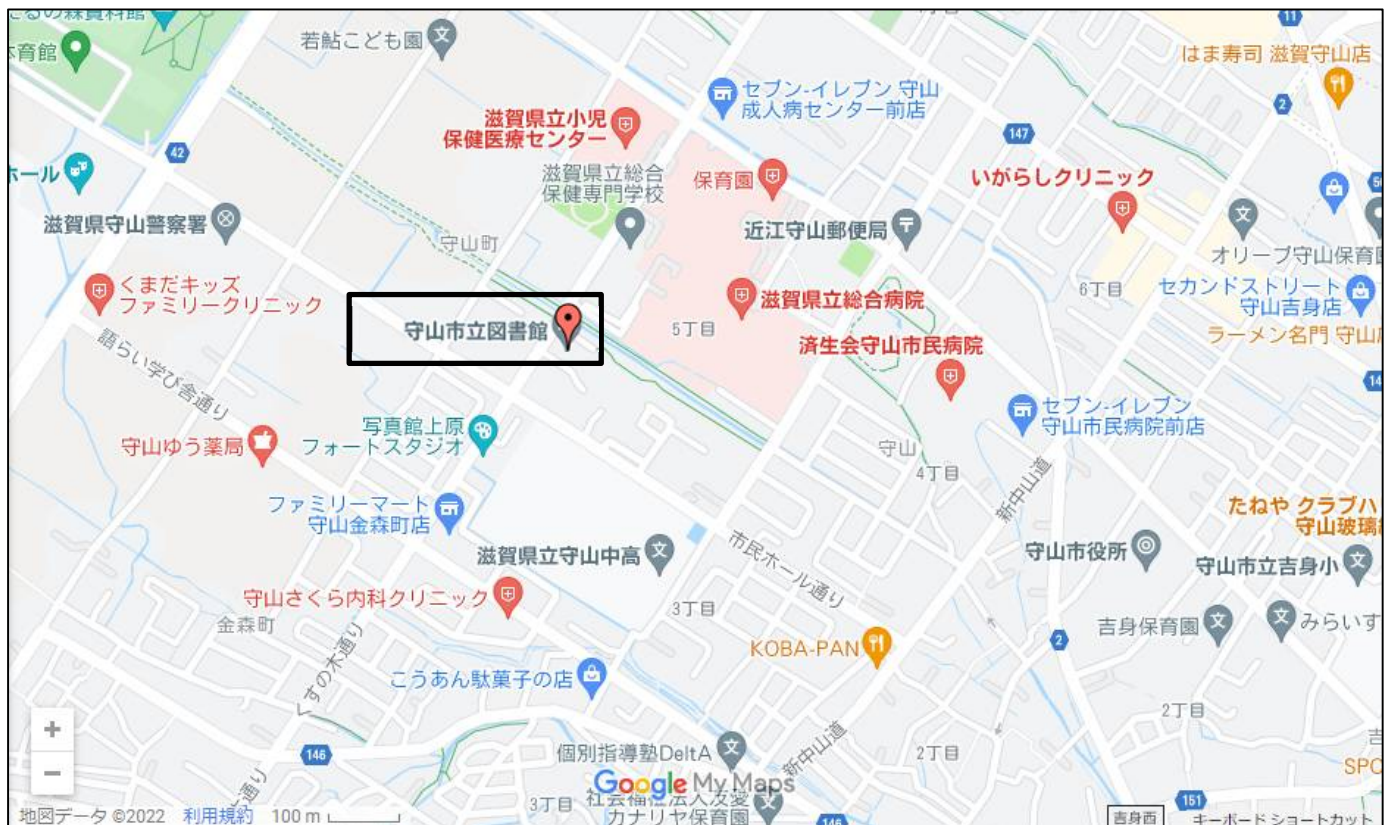 若鮎こども園
11
はま寿司 滋賀守山店
体育館
セブン-イレブン 守山
成人病センター前店
2
滋賀県立小児
保健医療センター
147
42
ホール
滋賀県立総合
保健専門学校
保育園
いがらしクリニック
滋賀県守山警察署
守山町
近江守山郵便局
オリーブ守山保育園
くまだキッズ
ファミリークリニック
6丁目
セカンドストリート
守山吉身店
滋賀県立総合病院
守山市立図書館
5丁目
ラーメン名門 守山
済生会守山市民病院
語らい学び舎通り
14
セブン-イレブン
守山市民病院前店
写真館上原
フォートスタジオ
守山ゆう薬局
守山
4丁目
新中山道
ファミリーマート
守山金森町店
たねや クラブハ
守山玻璃
市民ホール通り
守山市役所
滋賀県立守山中高
守山市立吉身小
守山さくら内科クリニック
3丁目
金森町
吉身保育園
みらいす
KOBA-PAN
2
くすの木通り
こうあん駄菓子の店
2丁目
+
−
146
個別指導塾DeltA
新中山道
2丁目
吉
SPO
Google My Maps
3丁目
社会福祉法人友愛
カナリヤ保育園
146
151
吉身西
地図データ ©2022
利用規約
100 m
キーボード ショートカット